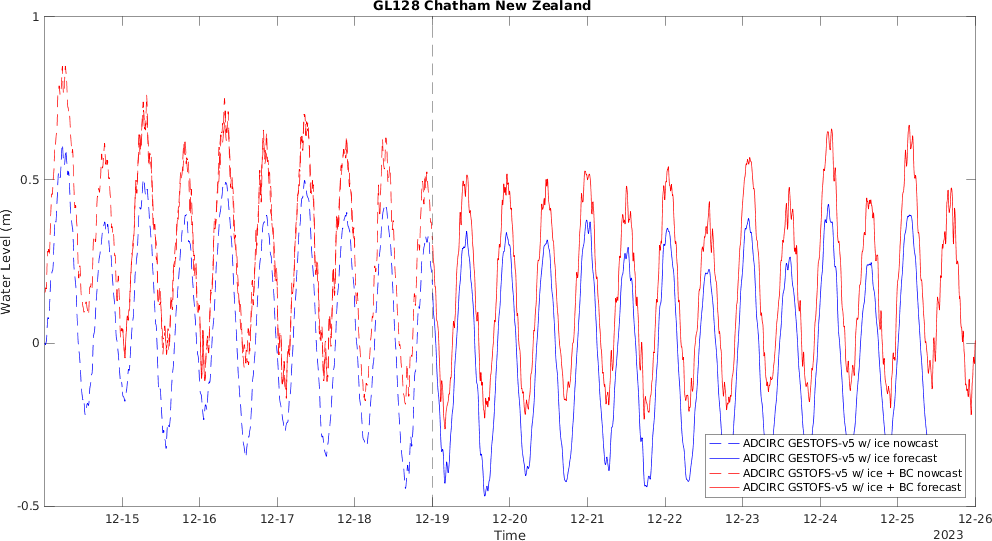 GL128 Chatham New Zealand
1
0.5
0
-0.5
Water Level (m)
ADCIRC GESTOFS-v5 w/ ice nowcast
ADCIRC GESTOFS-v5 w/ ice forecast
ADCIRC GSTOFS-v5 w/ ice + BC nowcast
ADCIRC GSTOFS-v5 w/ ice + BC forecast
12-15 12-16 12-17 12-18 12-19 12-20 12-21 12-22 12-23 12-24 12-25 12-26
Time
2023